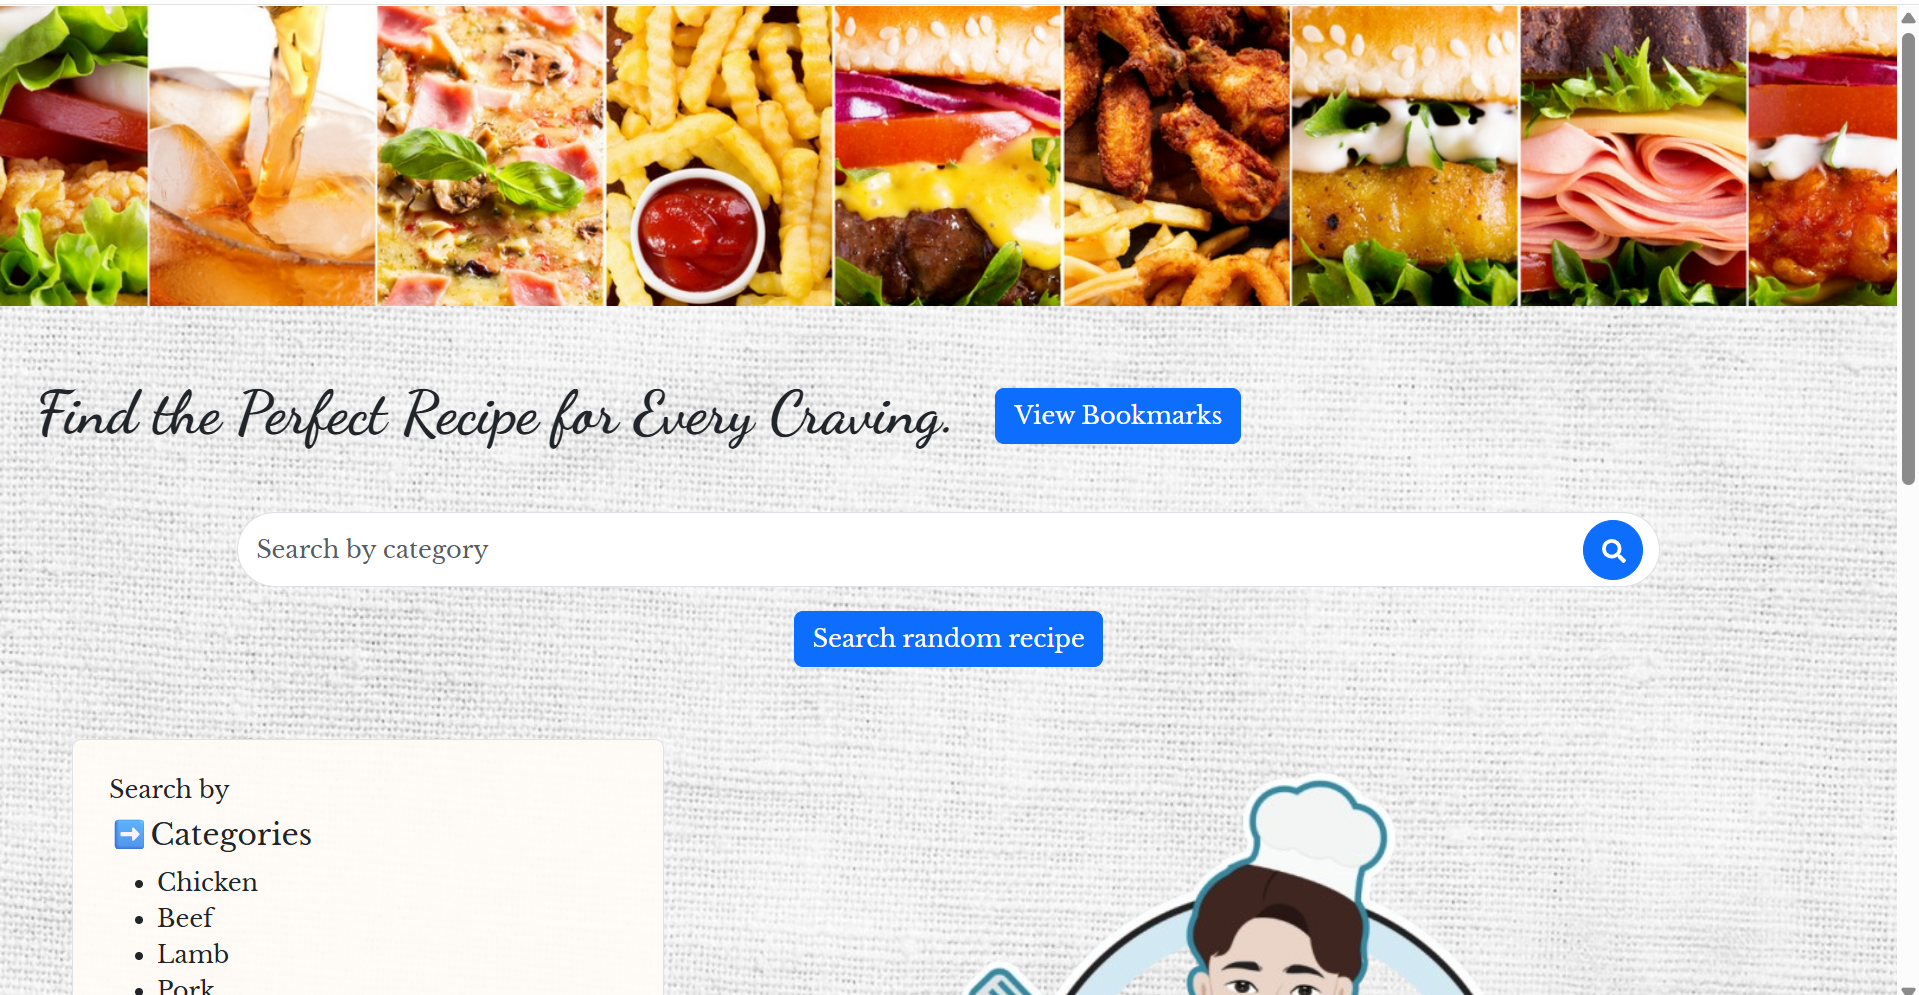 Find the Perfect Recipe for Every Craving.
View Bookmarks
Search by category
Search random recipe
Search by
Categories
Chicken
Beef
Lamb
Pork